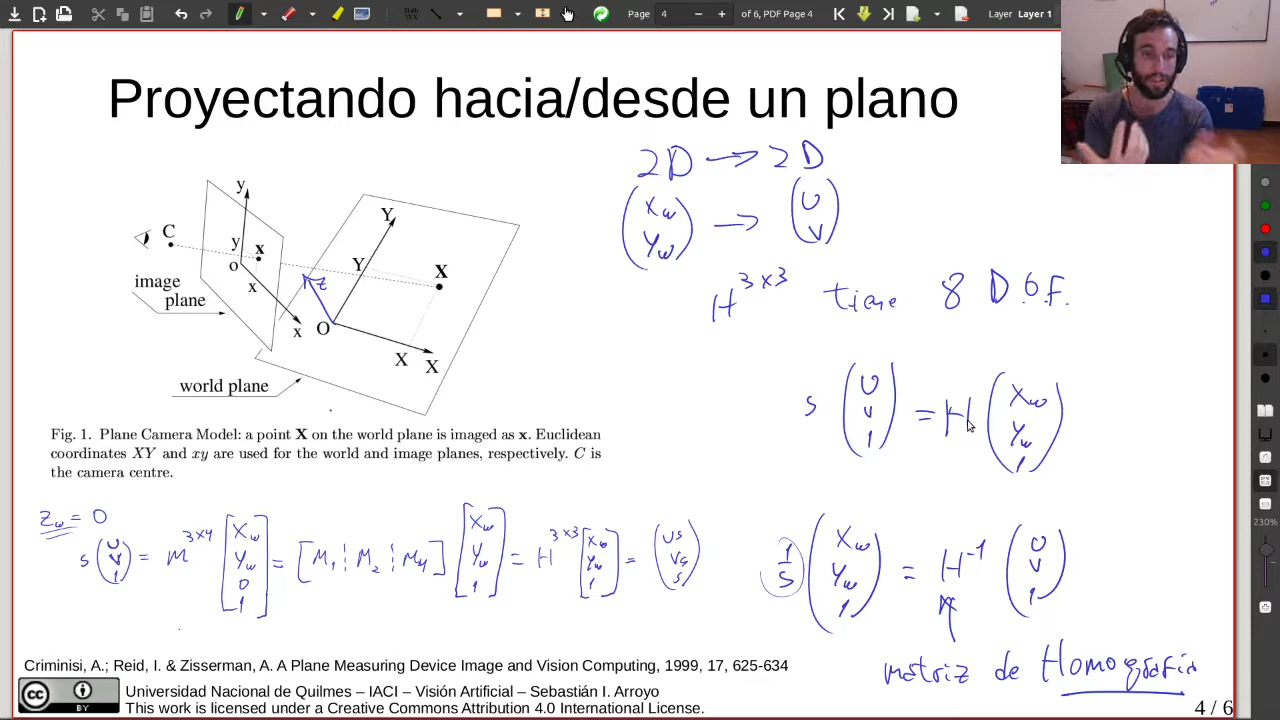 Page 4 of 6, PDF Page 4 Layer Layer 1
Proyectando hacia/desde un plano
2D → 2D
(Xw Yw) → (U V)
H^3x3 tiene 8 D.O.F.
s (U V 1) = H (Xw Yw 1)
y
C
y x
o
x
image
plane
x
Y
Y
X
z
O
X
X
world plane
Fig. 1. Plane Camera Model: a point X on the world plane is imaged as x. Euclidean
coordinates XY and xy are used for the world and image planes, respectively. C is
the camera centre.
Zw = 0
s (U V 1) = M^3x4 [Xw Yw 0 1] = [M1 ¦ M2 ¦ M4] [Xw Yw 1] = H^3x3 [Xw Yw 1] = (Us Vs s)
1/s (Xw Yw 1) = H^-1 (U V 1)
matriz de Homografía
Criminisi, A.; Reid, I. & Zisserman, A. A Plane Measuring Device Image and Vision Computing, 1999, 17, 625-634
cc BY
Universidad Nacional de Quilmes – IACI – Visión Artificial – Sebastián I. Arroyo
This work is licensed under a Creative Commons Attribution 4.0 International License.
4 / 6
230%